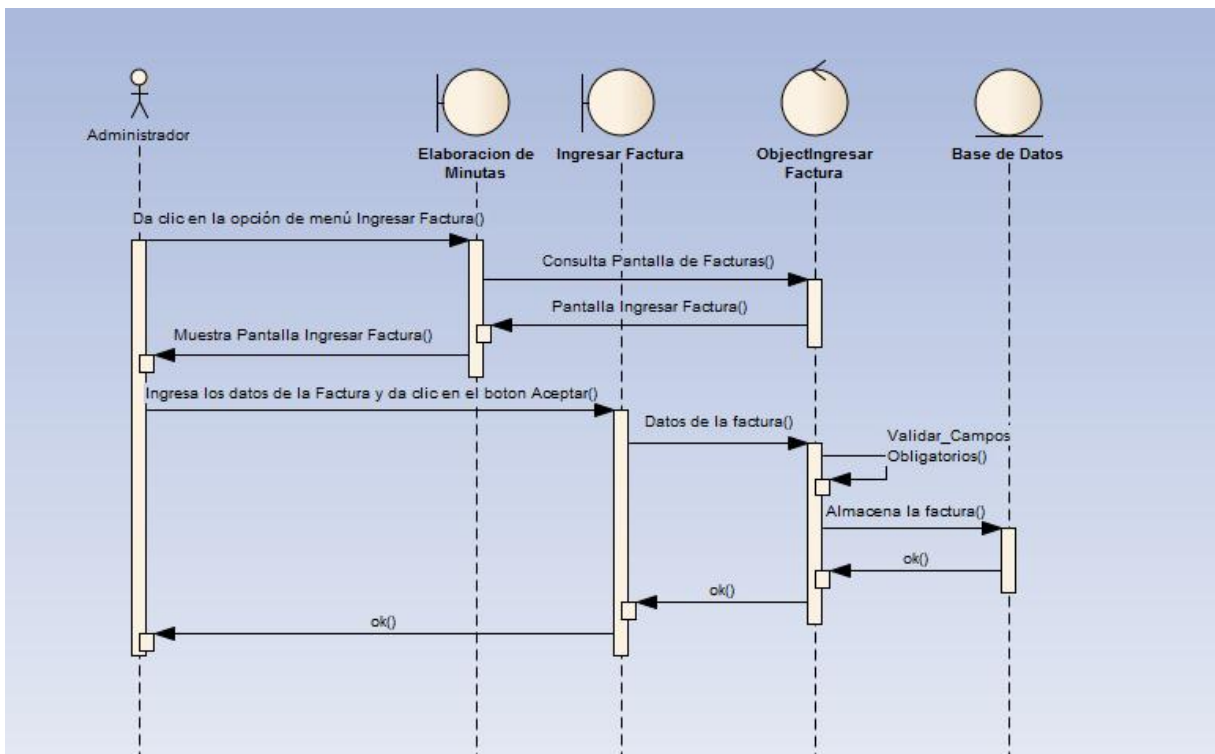 Administrador
Elaboracion de
Minutas
Ingresar Factura
ObjectIngresar
Factura
Base de Datos
Da clic en la opción de menú Ingresar Factura()
Consulta Pantalla de Facturas()
Pantalla Ingresar Factura()
Muestra Pantalla Ingresar Factura()
Ingresa los datos de la Factura y da clic en el boton Aceptar()
Datos de la factura()
Validar_Campos
Obligatorios()
Almacena la factura()
ok()
ok()
ok()